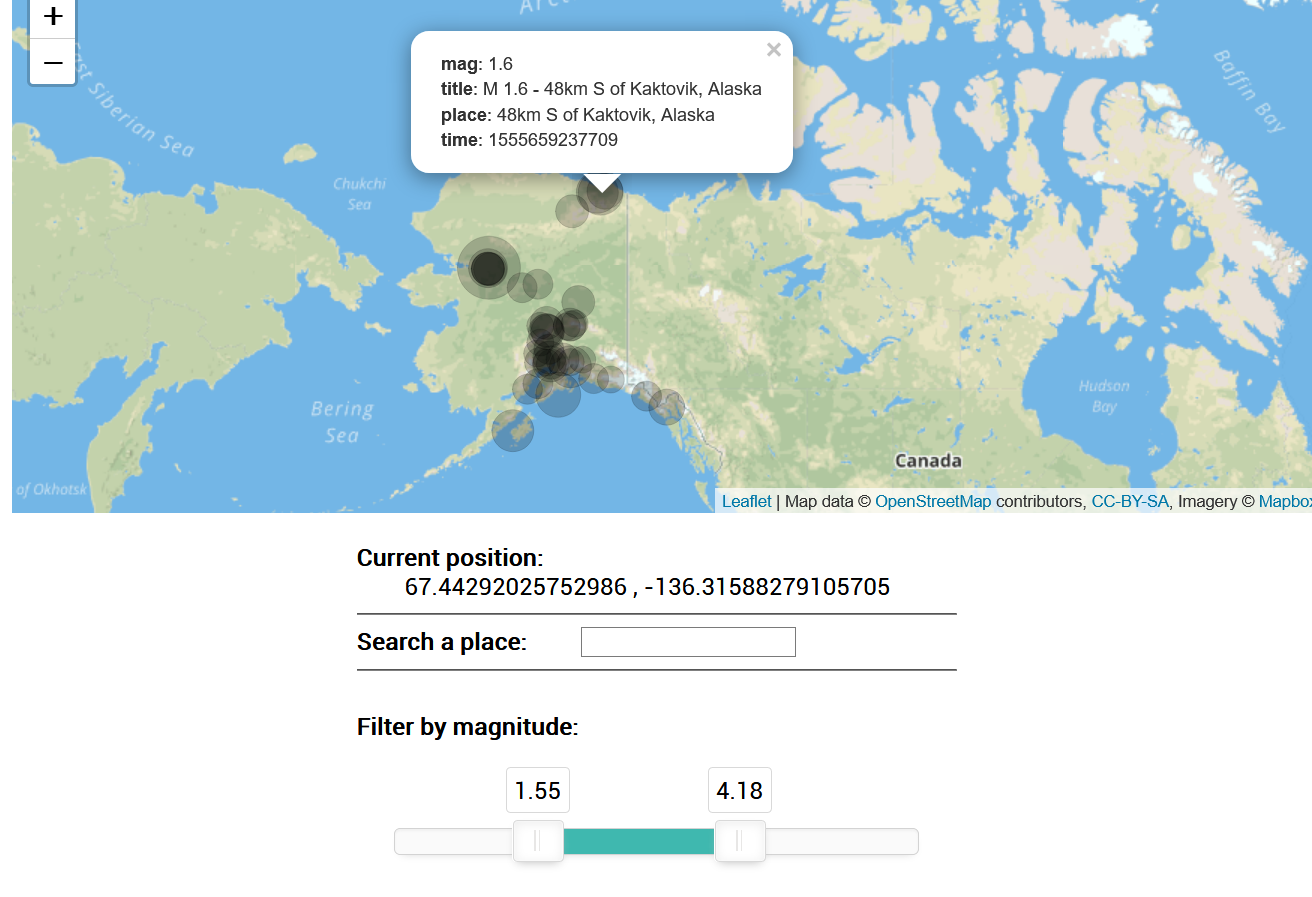 +
−
Arc
East Siberian Sea
Baffin Bay
×
mag: 1.6
title: M 1.6 - 48km S of Kaktovik, Alaska
place: 48km S of Kaktovik, Alaska
time: 1555659237709
Chukchi
Sea
Bering
Sea
Hudson
Bay
Canada
of Okhotsk
Leaflet | Map data © OpenStreetMap contributors, CC-BY-SA, Imagery © Mapbox
Current position:
67.44292025752986 , -136.31588279105705
Search a place:
Filter by magnitude:
1.55 4.18